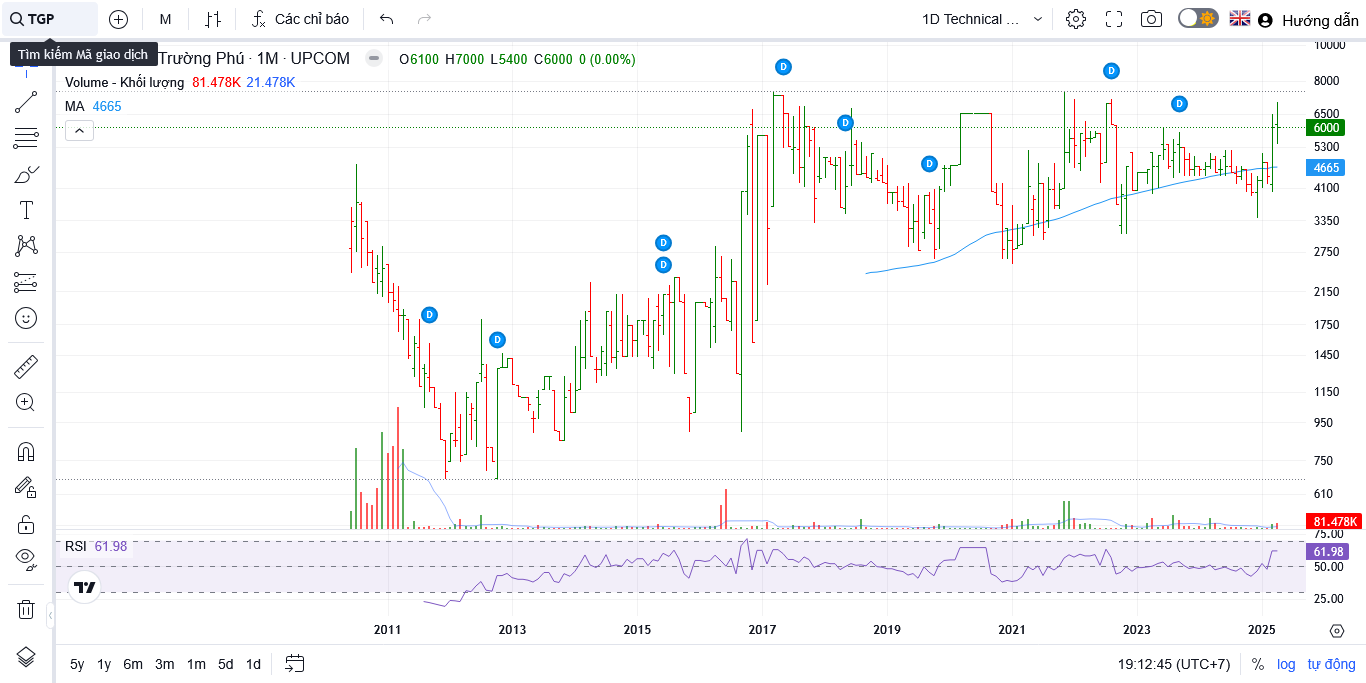 TGP
M
Các chỉ báo
1D Technical ...
Hướng dẫn
Tìm kiếm Mã giao dịch
Trường Phú · 1M · UPCOM
O6100 H7000 L5400 C6000 0 (0.00%)
Volume - Khối lượng 81.478K 21.478K
MA 4665
10000
8000
6500
6000
5300
4665
4100
3350
2750
2150
1750
1450
1150
950
750
610
81.478K
75.00
61.98
50.00
25.00
D
D
D
D
D
D
D
D
D
RSI 61.98
2011 2013 2015 2017 2019 2021 2023 2025
5y 1y 6m 3m 1m 5d 1d
19:12:45 (UTC+7) % log tự động